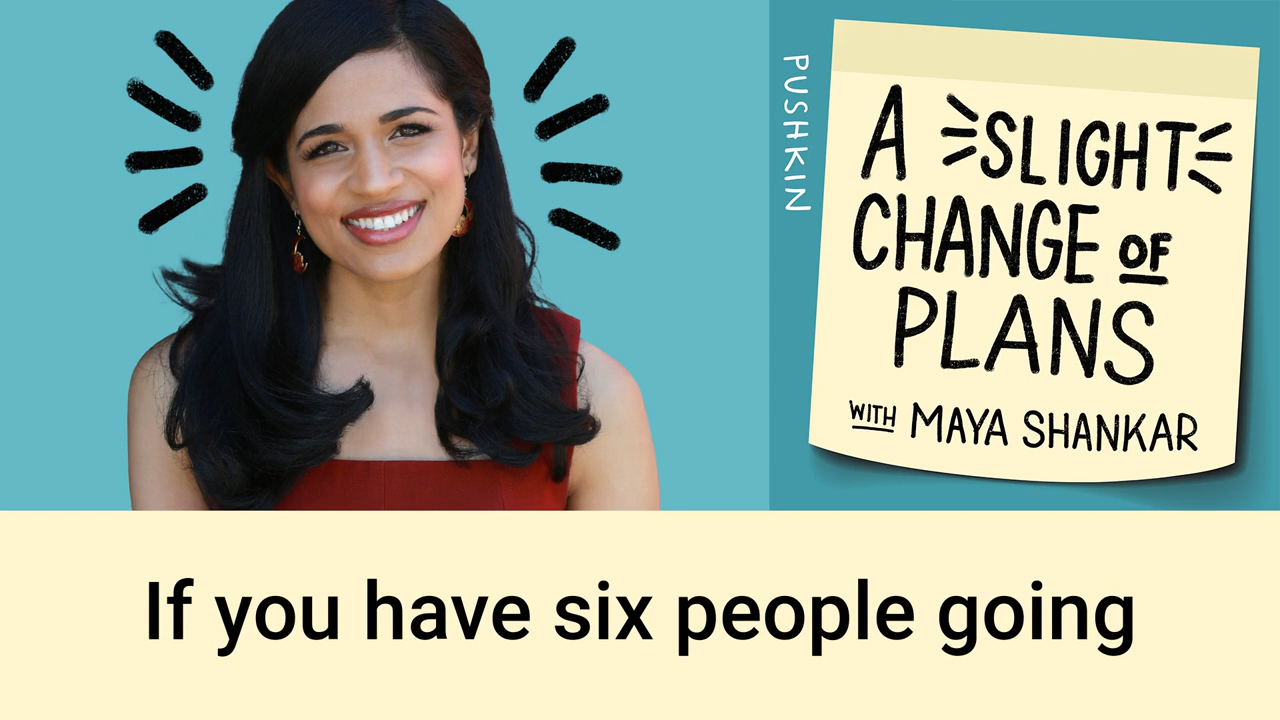 PUSHKIN
A SLIGHT
CHANGE OF
PLANS
WITH MAYA SHANKAR
If you have six people going